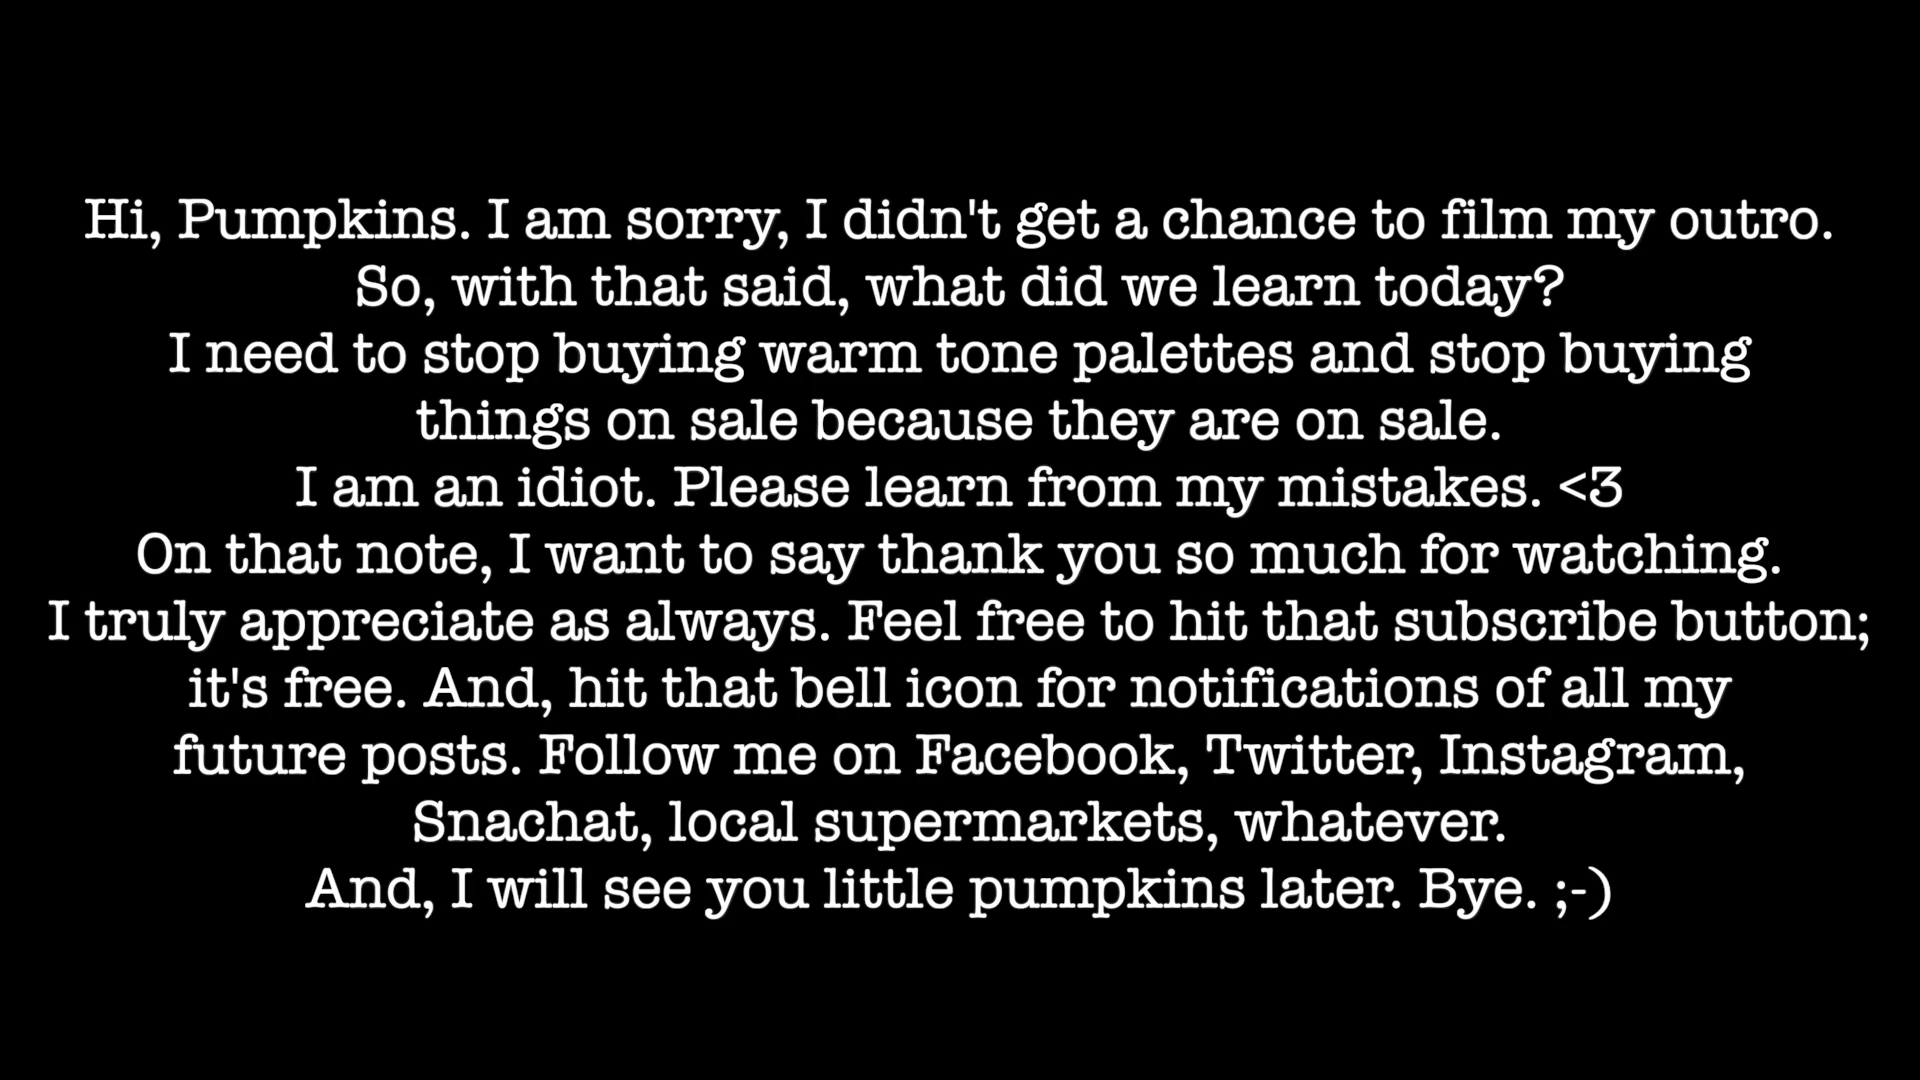 Hi, Pumpkins. I am sorry, I didn't get a chance to film my outro.
So, with that said, what did we learn today?
I need to stop buying warm tone palettes and stop buying
things on sale because they are on sale.
I am an idiot. Please learn from my mistakes. <3
On that note, I want to say thank you so much for watching.
I truly appreciate as always. Feel free to hit that subscribe button;
it's free. And, hit that bell icon for notifications of all my
future posts. Follow me on Facebook, Twitter, Instagram,
Snachat, local supermarkets, whatever.
And, I will see you little pumpkins later. Bye. ;-)